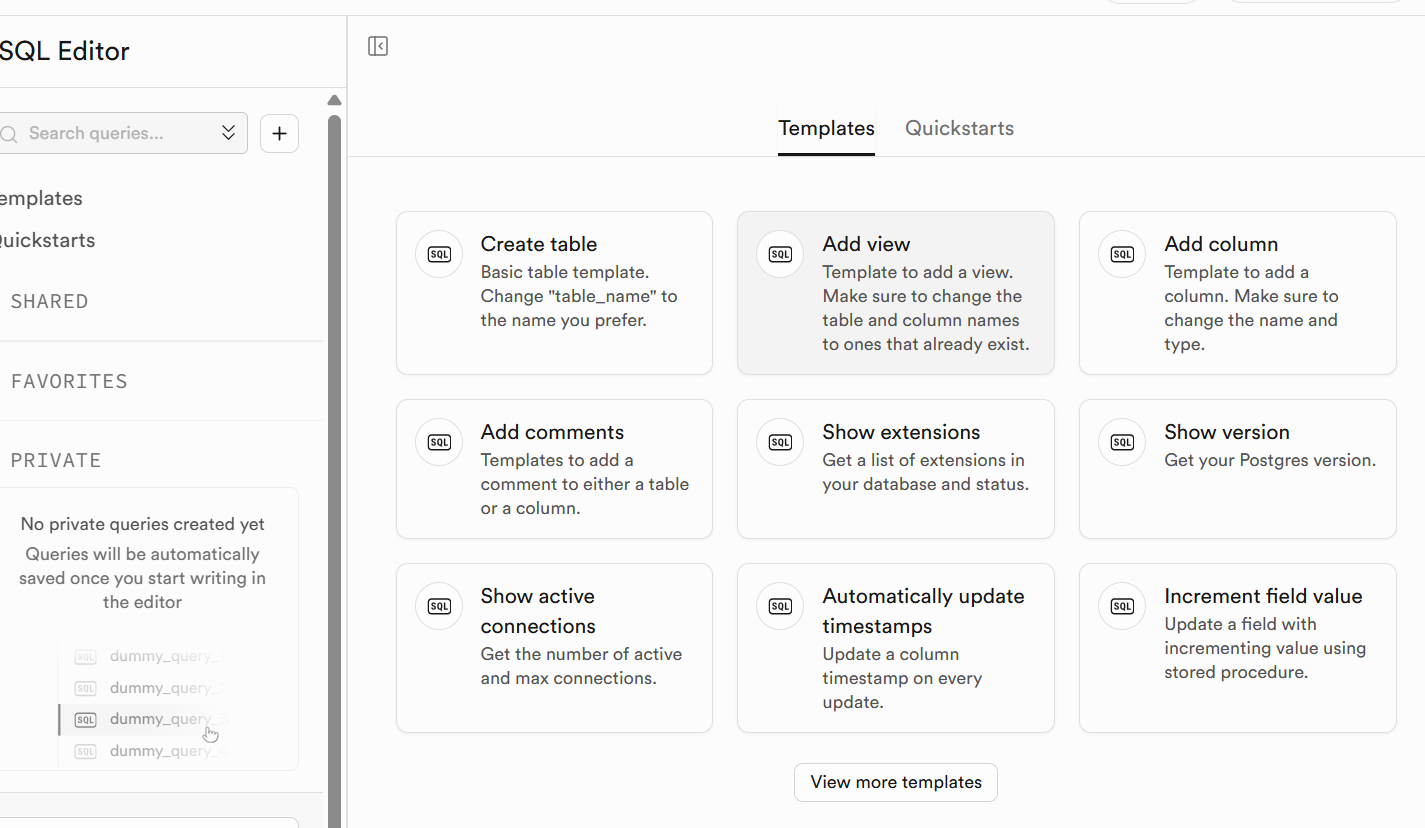 SQL Editor
Search queries...
emplates
uickstarts
SHARED
FAVORITES
PRIVATE
No private queries created yet
Queries will be automatically
saved once you start writing in
the editor
SQL dummy_query_
SQL dummy_query_
SQL dummy_query_3
SQL dummy_query_4
Templates Quickstarts
SQL
Create table
Basic table template.
Change "table_name" to
the name you prefer.
SQL
Add view
Template to add a view.
Make sure to change the
table and column names
to ones that already exist.
SQL
Add column
Template to add a
column. Make sure to
change the name and
type.
SQL
Add comments
Templates to add a
comment to either a table
or a column.
SQL
Show extensions
Get a list of extensions in
your database and status.
SQL
Show version
Get your Postgres version.
SQL
Show active
connections
Get the number of active
and max connections.
SQL
Automatically update
timestamps
Update a column
timestamp on every
update.
SQL
Increment field value
Update a field with
incrementing value using
stored procedure.
View more templates